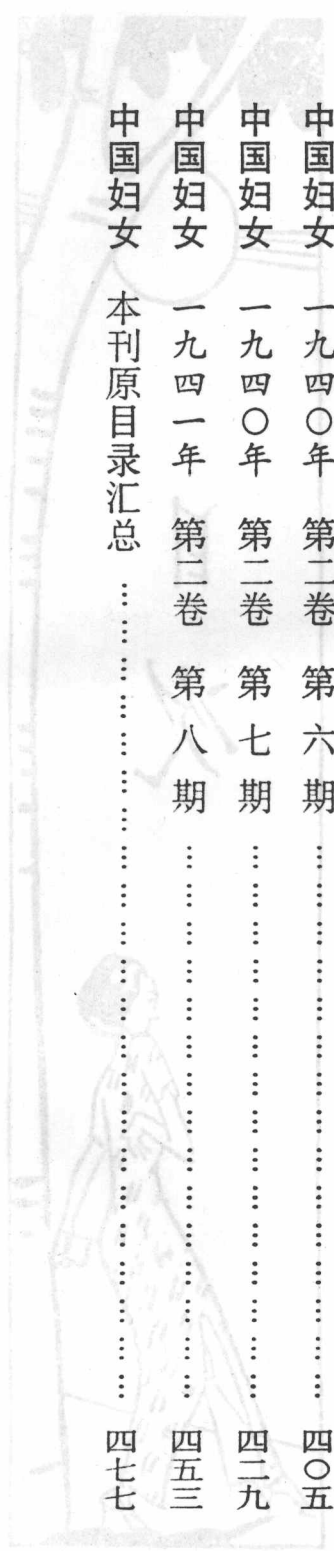 中国妇女 一九四〇年 第二卷 第六期 …………………… 四〇五
中国妇女 一九四〇年 第二卷 第七期 …………………… 四二九
中国妇女 一九四一年 第二卷 第八期 …………………… 四五三
中国妇女 本刊原目录汇总 …………………… 四七七